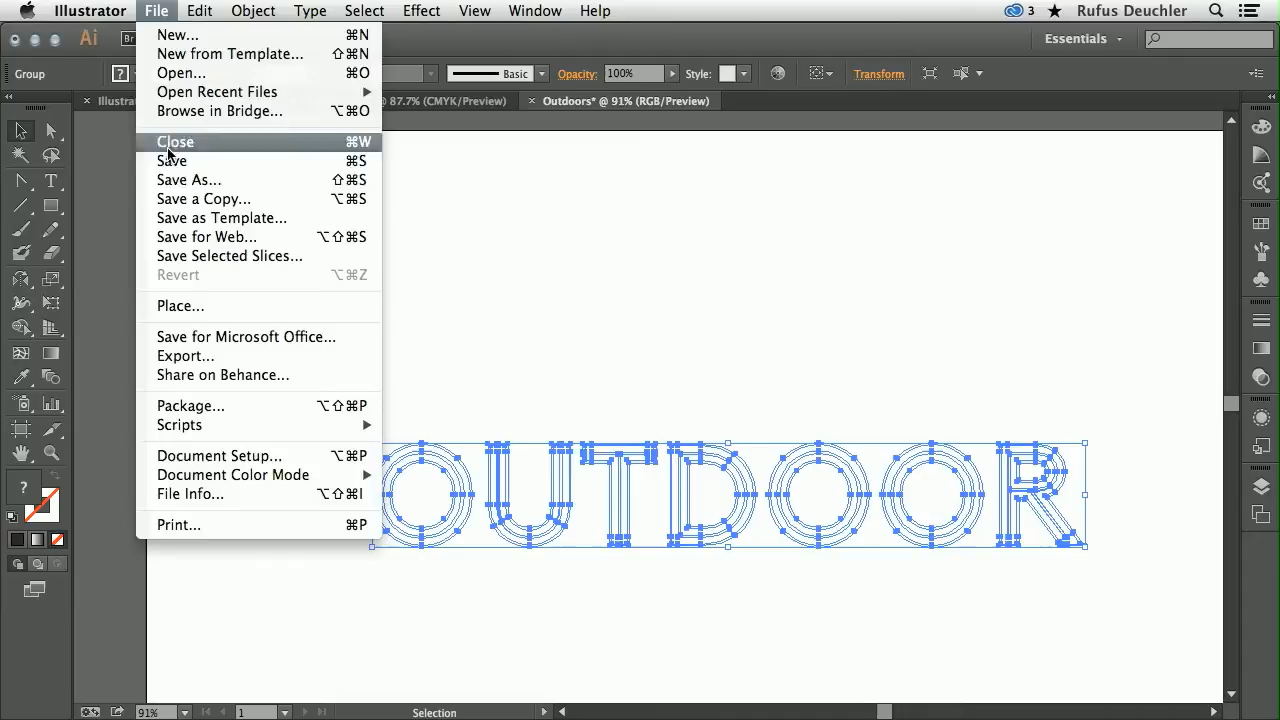 Illustrator File Edit Object Type Select Effect View Window Help 3 Rufus Deuchler
Ai Br Essentials
Group ? Basic Opacity: 100% Style: Transform
× Illustra 87.7% (CMYK/Preview) × Outdoors* @ 91% (RGB/Preview)
New... ⌘N
New from Template... ⇧⌘N
Open... ⌘O
Open Recent Files
Browse in Bridge... ⌥⌘O
Close ⌘W
Save ⌘S
Save As... ⇧⌘S
Save a Copy... ⌥⌘S
Save as Template...
Save for Web... ⌥⇧⌘S
Save Selected Slices...
Revert ⌥⌘Z
Place...
Save for Microsoft Office...
Export...
Share on Behance...
Package... ⌥⇧⌘P
Scripts
Document Setup... ⌥⌘P
Document Color Mode
File Info... ⌥⇧⌘I
Print... ⌘P
OUTDOOR
?
91% 1 Selection